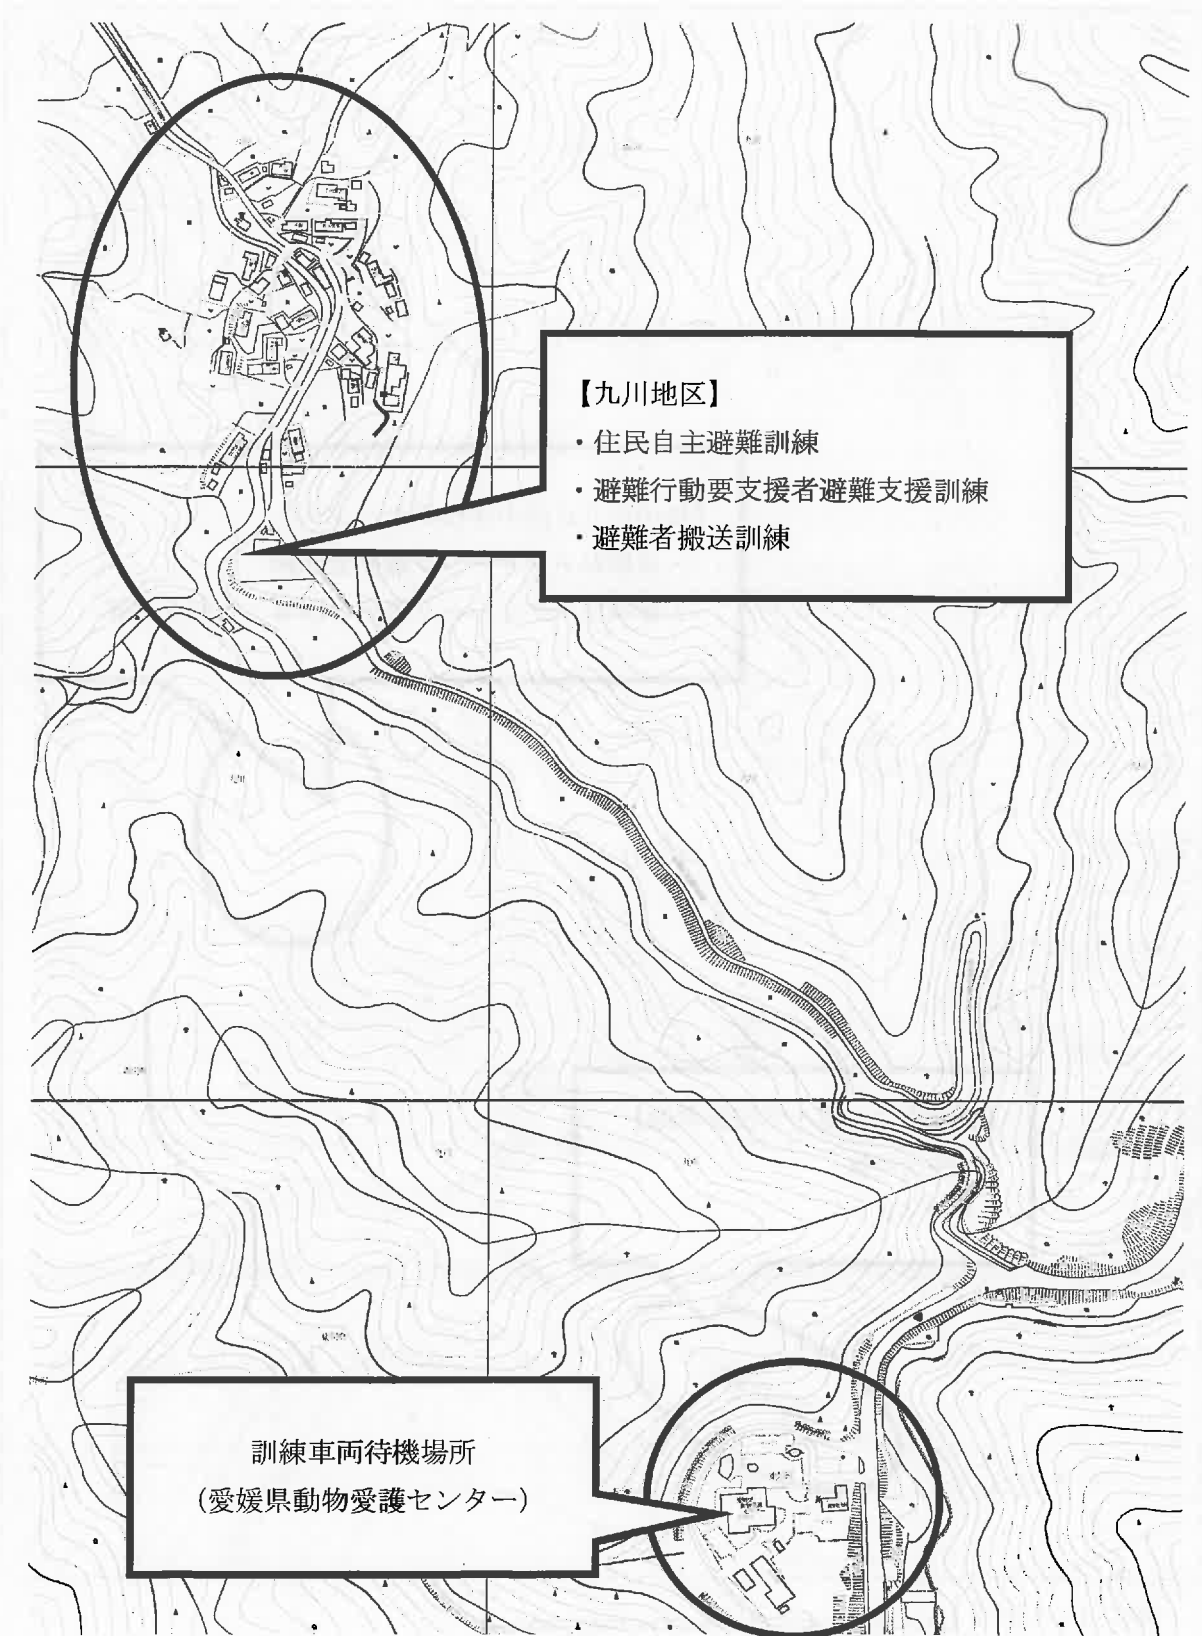 【九川地区】
・住民自主避難訓練
・避難行動要支援者避難支援訓練
・避難者搬送訓練
訓練車両待機場所
(愛媛県動物愛護センター)